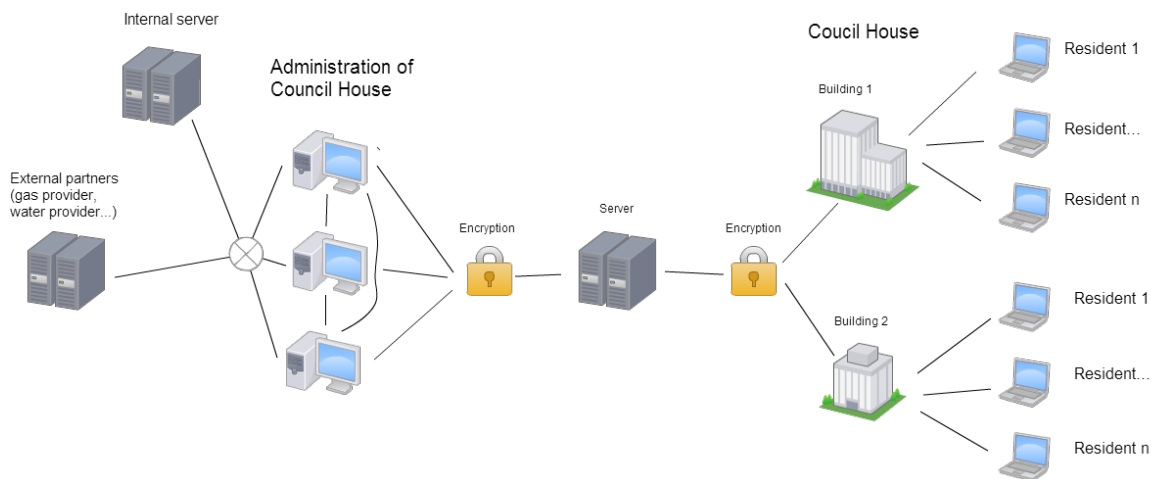 Internal server
Administration of
Council House
External partners
(gas provider,
water provider...)
Encryption
Server
Encryption
Coucil House
Building 1
Resident 1
Resident...
Resident n
Building 2
Resident 1
Resident...
Resident n